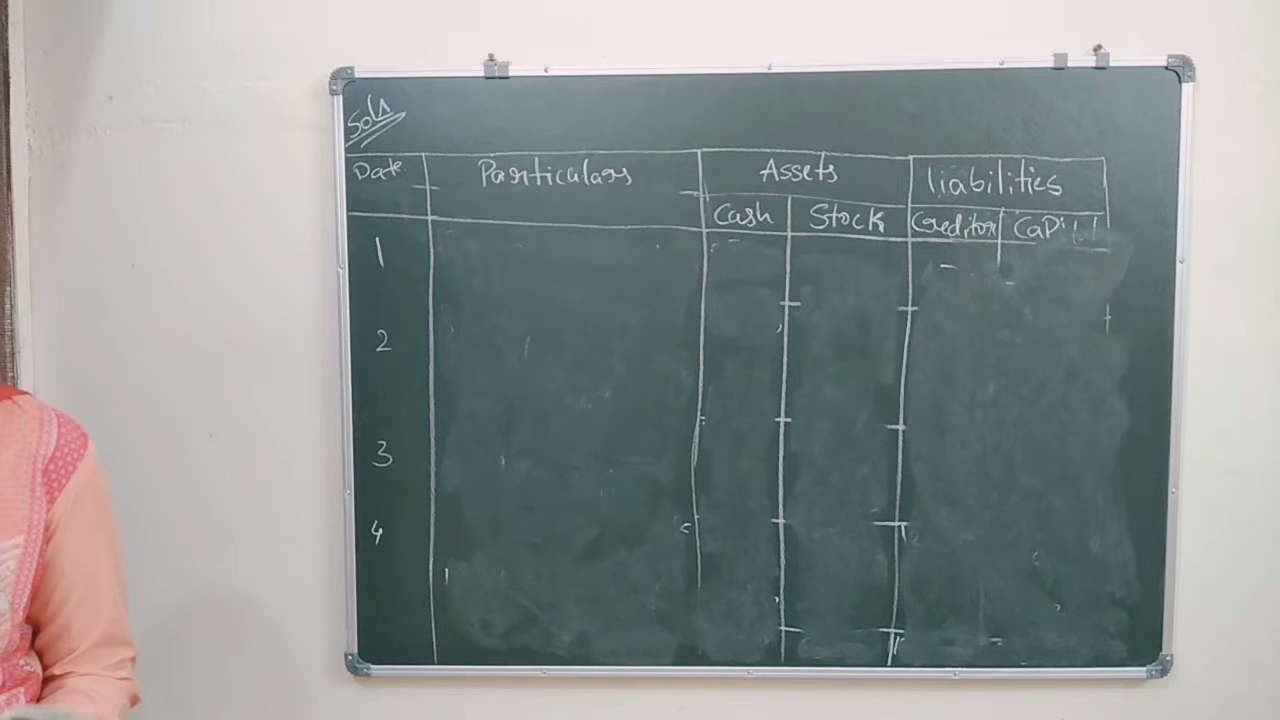 Soln
Date Particulars Assets liabilities
Cash Stock Creditor
1
2
3
4